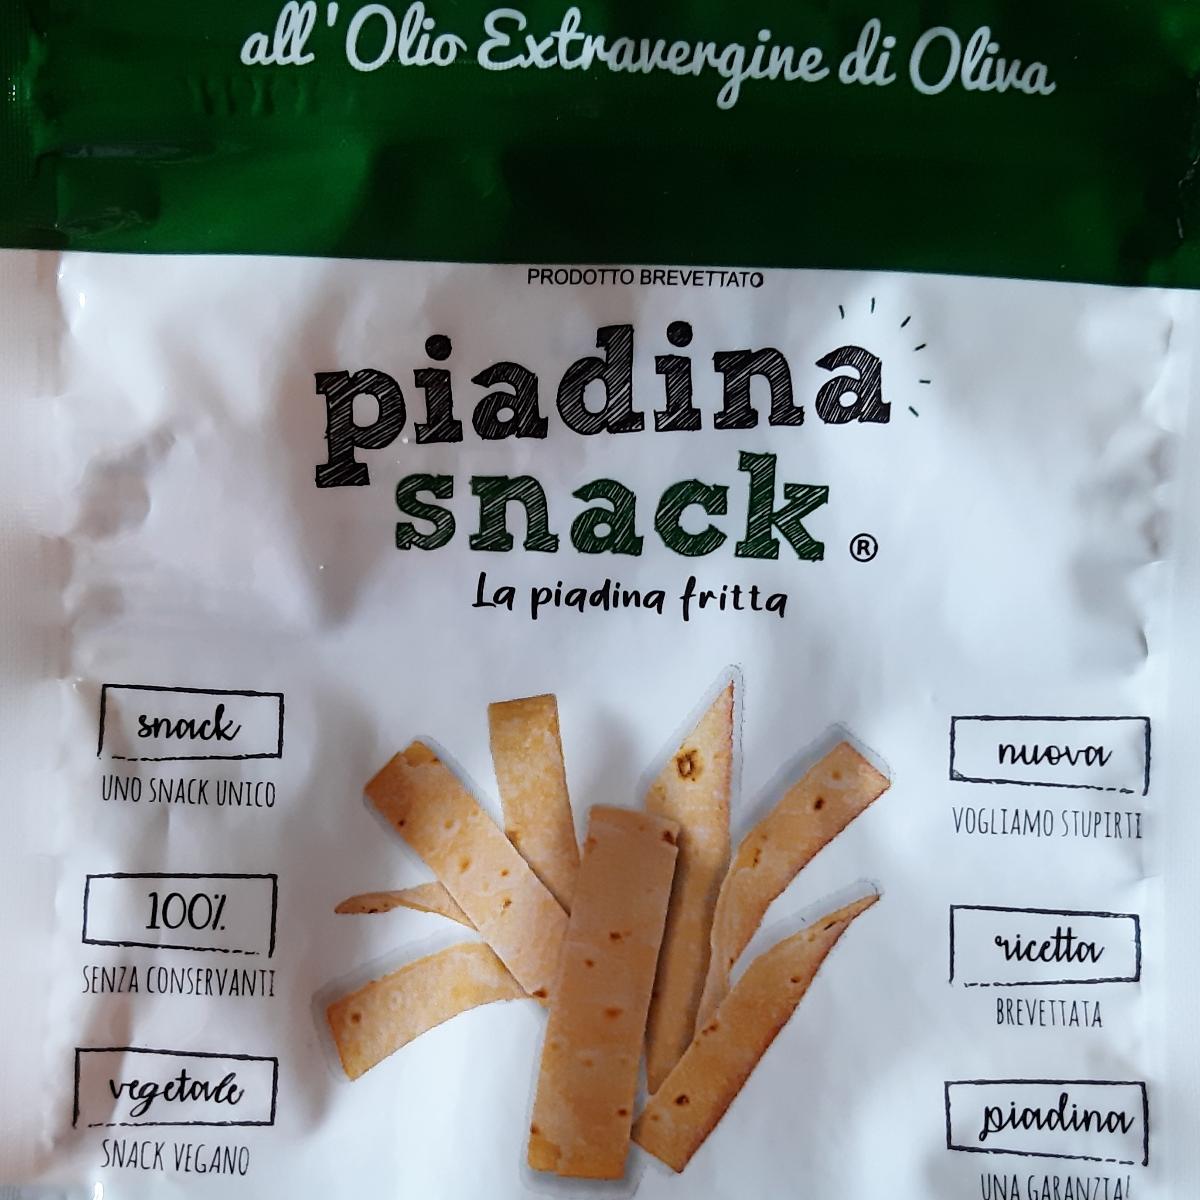 all'Olio Extravergine di Oliva
PRODOTTO BREVETTATO
piadina
snack ®
La piadina fritta
snack
UNO SNACK UNICO
100%
SENZA CONSERVANTI
vegetale
SNACK VEGANO
nuova
VOGLIAMO STUPIRTI
ricetta
BREVETTATA
piadina
UNA GARANZIA!